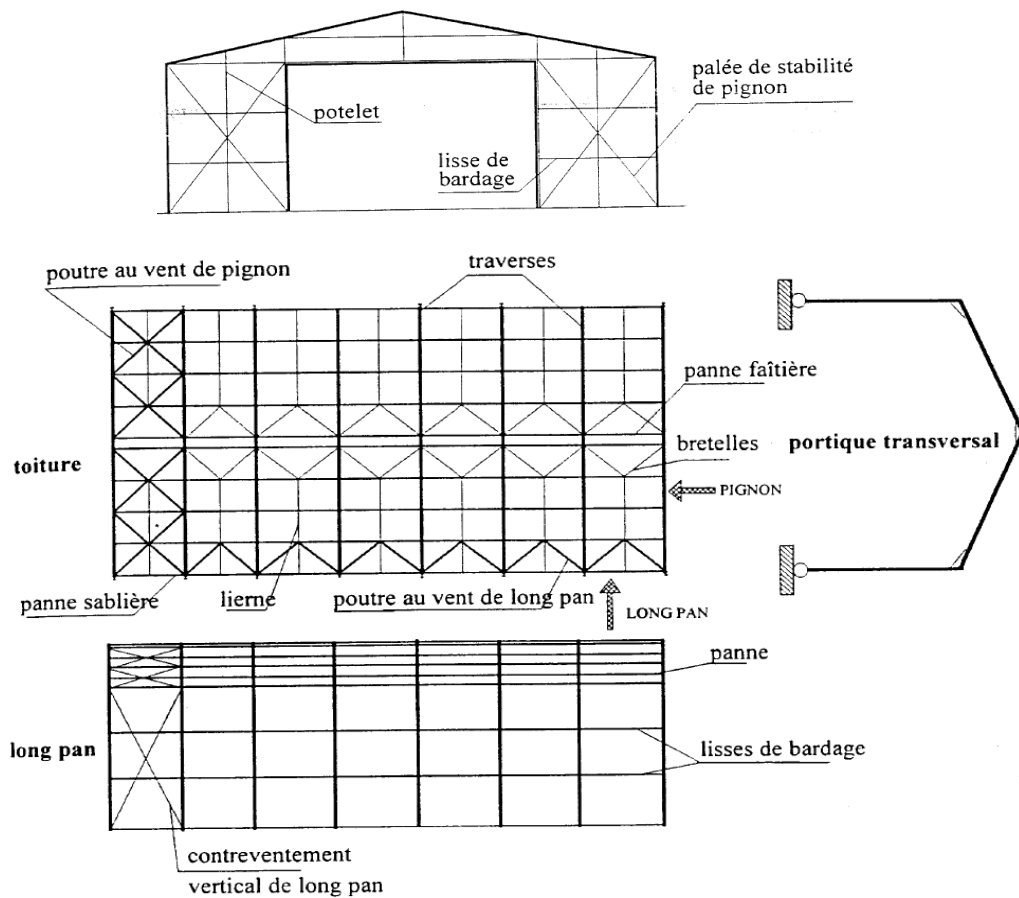 palée de stabilité
de pignon
potelet
lisse de
bardage
poutre au vent de pignon
traverses
panne faîtière
bretelles
portique transversal
toiture
PIGNON
panne sablière
lierne
poutre au vent de long pan
LONG PAN
panne
long pan
lisses de bardage
contreventement
vertical de long pan